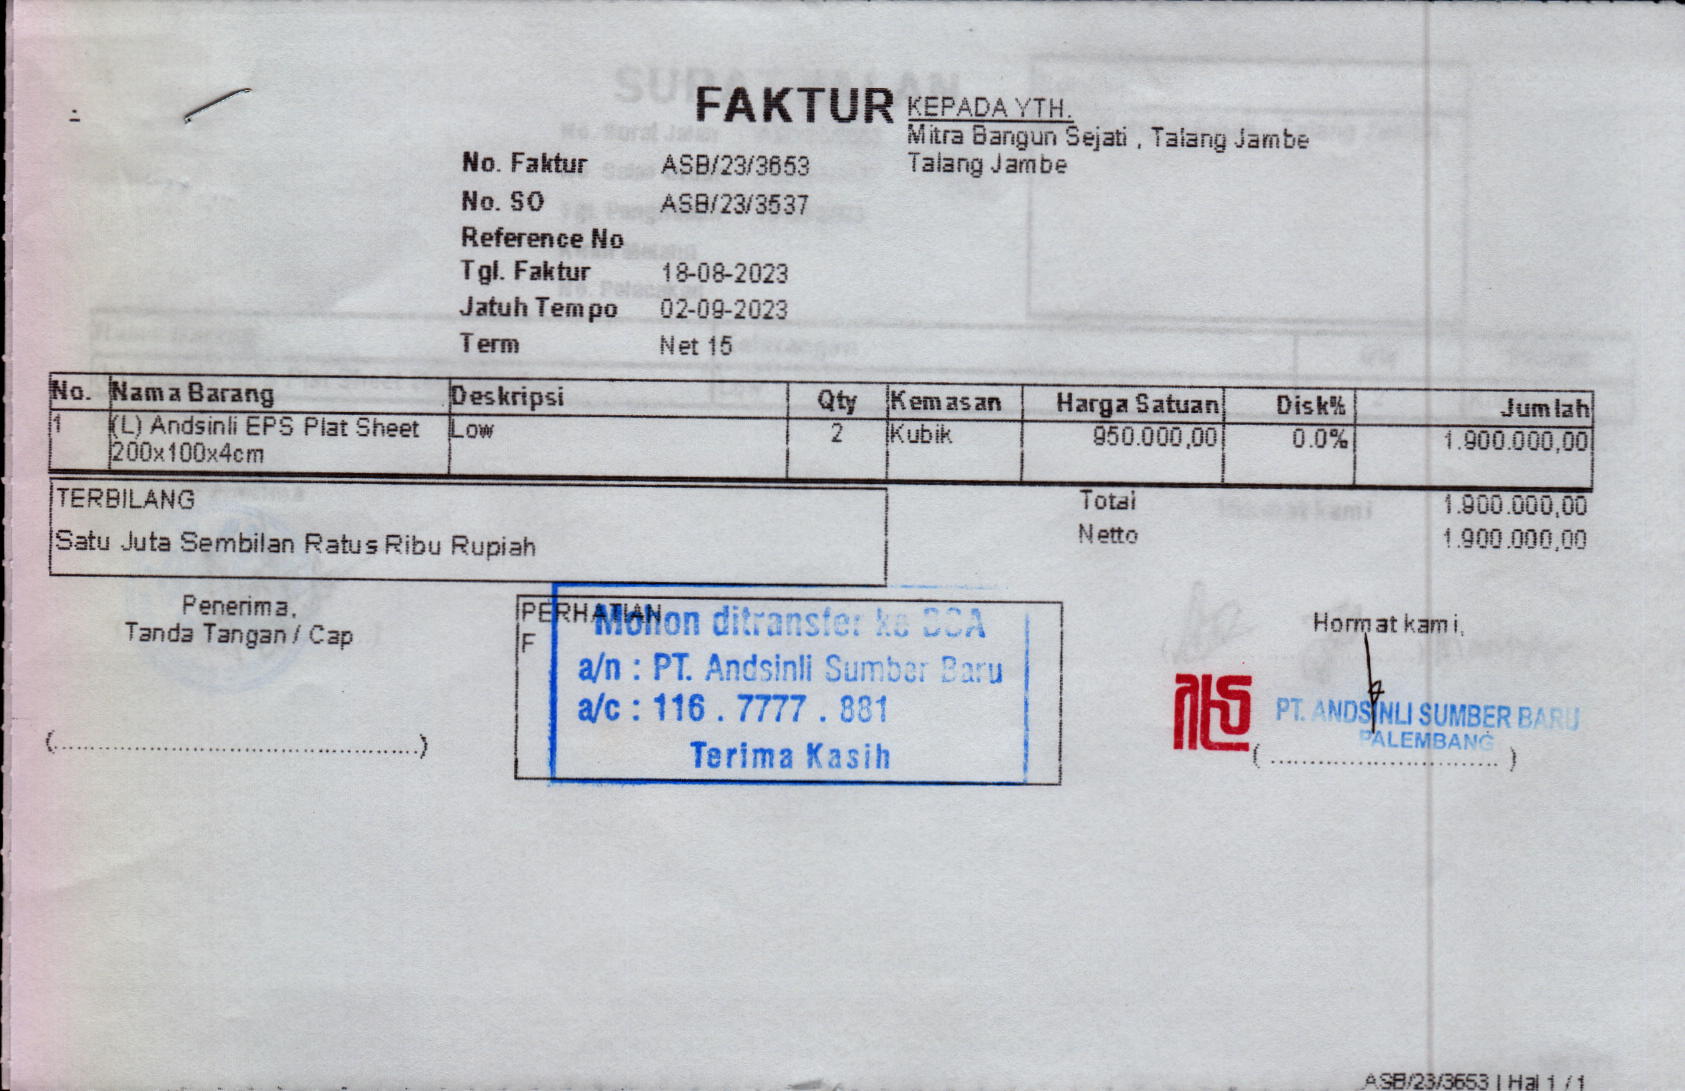 FAKTUR
KEPADA YTH.
Mitra Bangun Sejati , Talang Jambe
Talang Jambe
No. Faktur ASB/23/3653
No. SO ASB/23/3537
Reference No
Tgl. Faktur 18-08-2023
Jatuh Tempo 02-09-2023
Term Net 15
No. Nama Barang Deskripsi Qty Kemasan Harga Satuan Disk% Jumlah
1 (L) Andsinli EPS Plat Sheet Low 2 Kubik 950.000,00 0.0% 1.900.000,00
200x100x4cm
TERBILANG
Satu Juta Sembilan Ratus Ribu Rupiah
Total 1.900.000,00
Netto 1.900.000,00
Penerima,
Tanda Tangan / Cap
(................................................)
PERHATIAN
F
Mohon ditransfer ke BCA
a/n : PT. Andsinli Sumber Baru
a/c : 116 . 7777 . 881
Terima Kasih
Hormat kami,
PT. ANDSINLI SUMBER BARU
PALEMBANG
( .............................. )
ASB/23/3653 | Hal 1 / 1